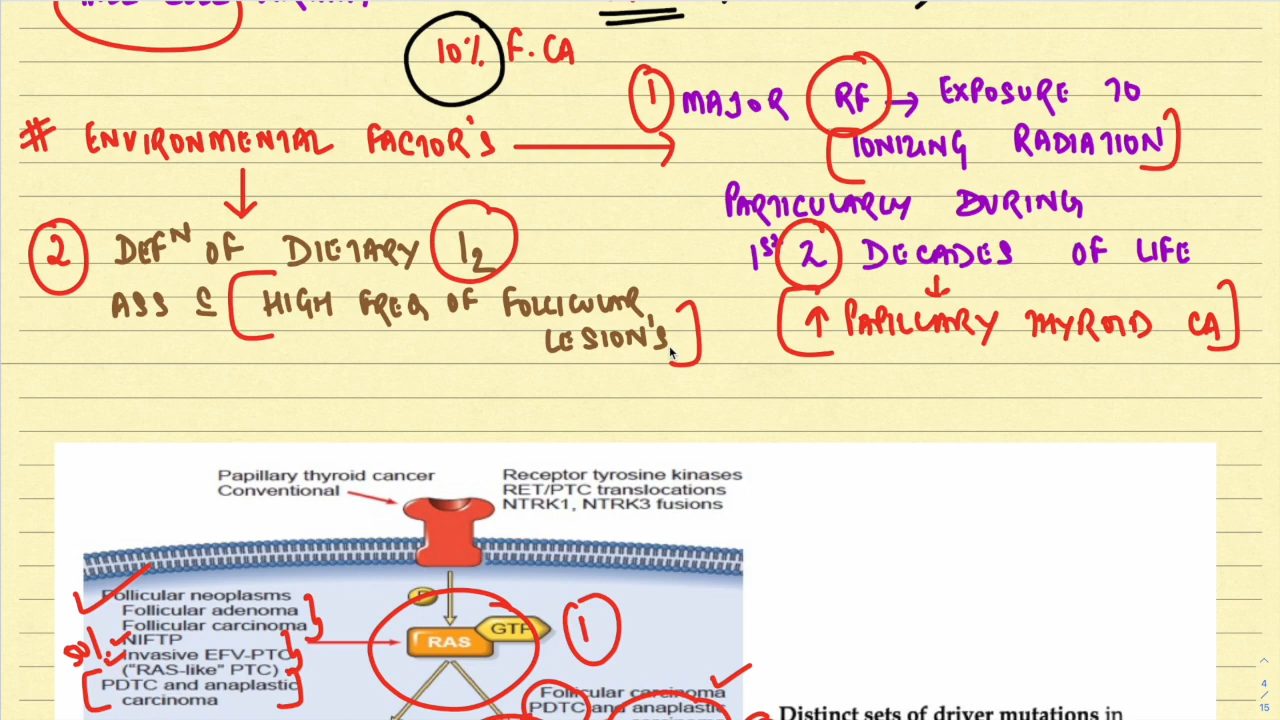 10% F. CA
# ENVIRONMENTAL FACTOR'S →
① MAJOR RF → EXPOSURE TO
IONIZING RADIATION
PARTICULARLY DURING
1st 2 DECADES OF LIFE
↓
↑ PAPILLARY THYROID CA
↓
② DEFN OF DIETARY I2
ASS C HIGH FREQ OF FOLLICULAR
LESION'S
Papillary thyroid cancer
Conventional
Receptor tyrosine kinases
RET/PTC translocations
NTRK1, NTRK3 fusions
P
Follicular neoplasms
Follicular adenoma
Follicular carcinoma
NIFTP
Invasive EFV-PTC
("RAS-like" PTC)
PDTC and anaplastic
carcinoma
50%
RAS
GTP
①
Follicular carcinoma
PDTC and anaplastic
Distinct sets of driver mutations in
4
/
15